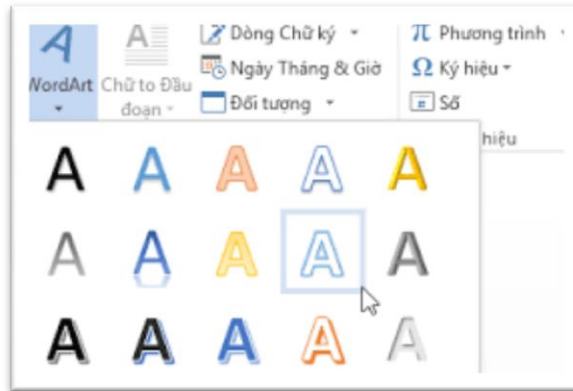 WordArt
Chữ to Đầu
đoạn
Dòng Chữ ký
Ngày Tháng & Giờ
Đối tượng
π Phương trình
Ω Ký hiệu
# Số
hiệu
A A A A A
A A A A A
A A A A A